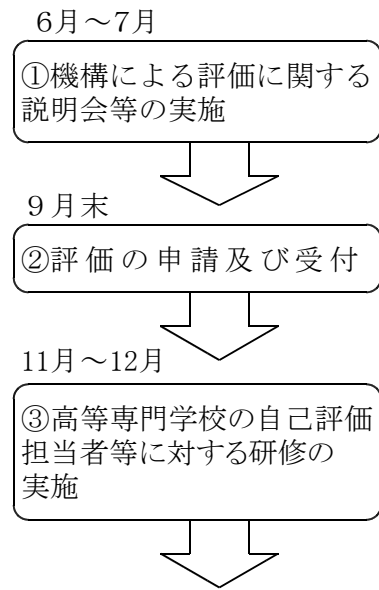 6月～7月
①機構による評価に関する
説明会等の実施
９月末
②評価の申請及び受付
11月～12月
③高等専門学校の自己評価
担当者等に対する研修の
実施